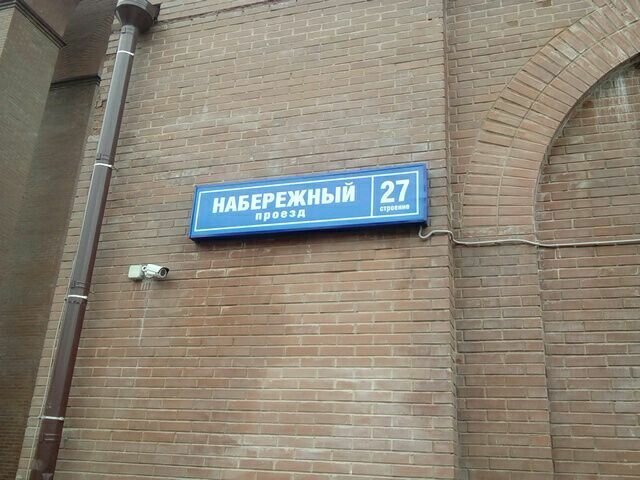 НАБЕРЕЖНЫЙ
проезд
27
строение